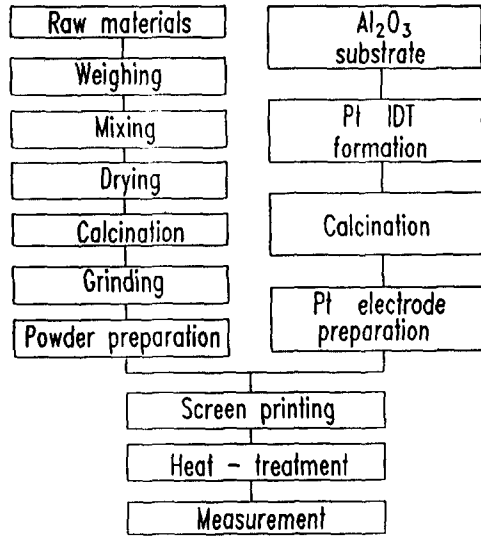 Raw materials
Weighing
Mixing
Drying
Calcination
Grinding
Powder preparation
Al₂O₃
substrate
Pt IDT
formation
Calcination
Pt electrode
preparation
Screen printing
Heat - treatment
Measurement